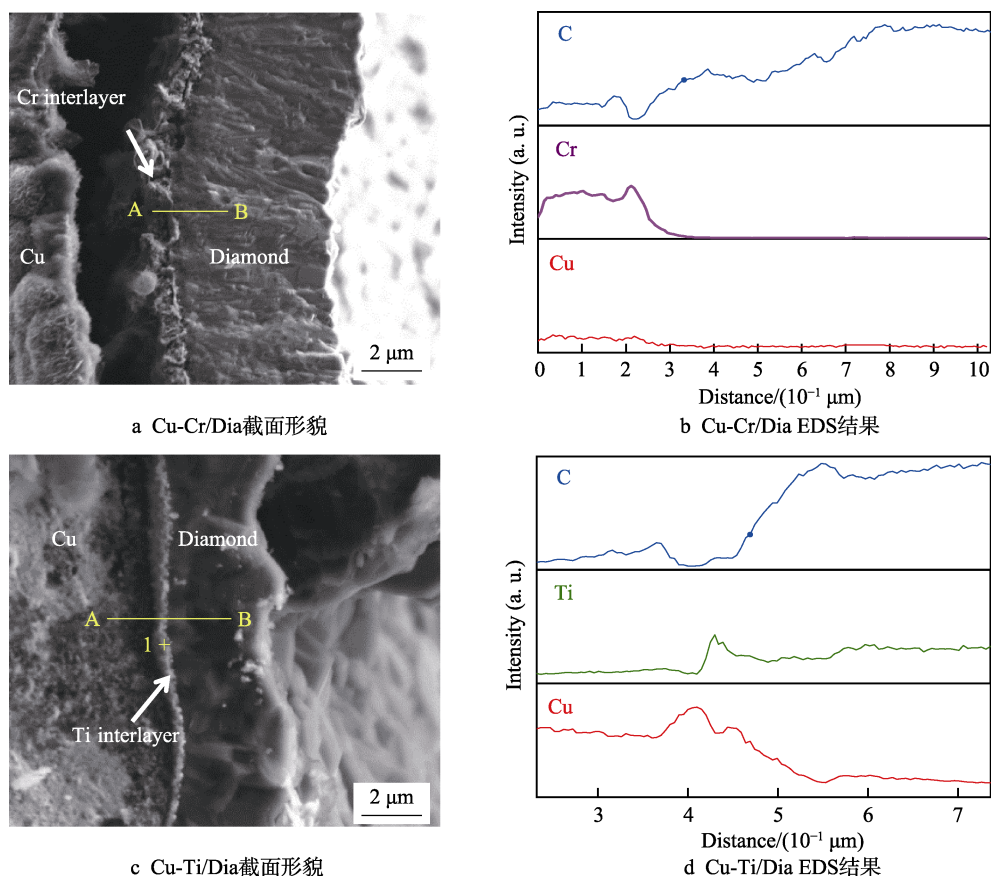 Cr interlayer
A
B
Cu
Diamond
2 μm
a Cu-Cr/Dia截面形貌
C
Cr
Cu
Intensity (a. u.)
0 1 2 3 4 5 6 7 8 9 10
Distance/(10⁻¹ μm)
b Cu-Cr/Dia EDS结果
Cu
Diamond
A
B
1 +
Ti interlayer
2 μm
c Cu-Ti/Dia截面形貌
C
Ti
Cu
Intensity (a. u.)
3 4 5 6 7
Distance/(10⁻¹ μm)
d Cu-Ti/Dia EDS结果